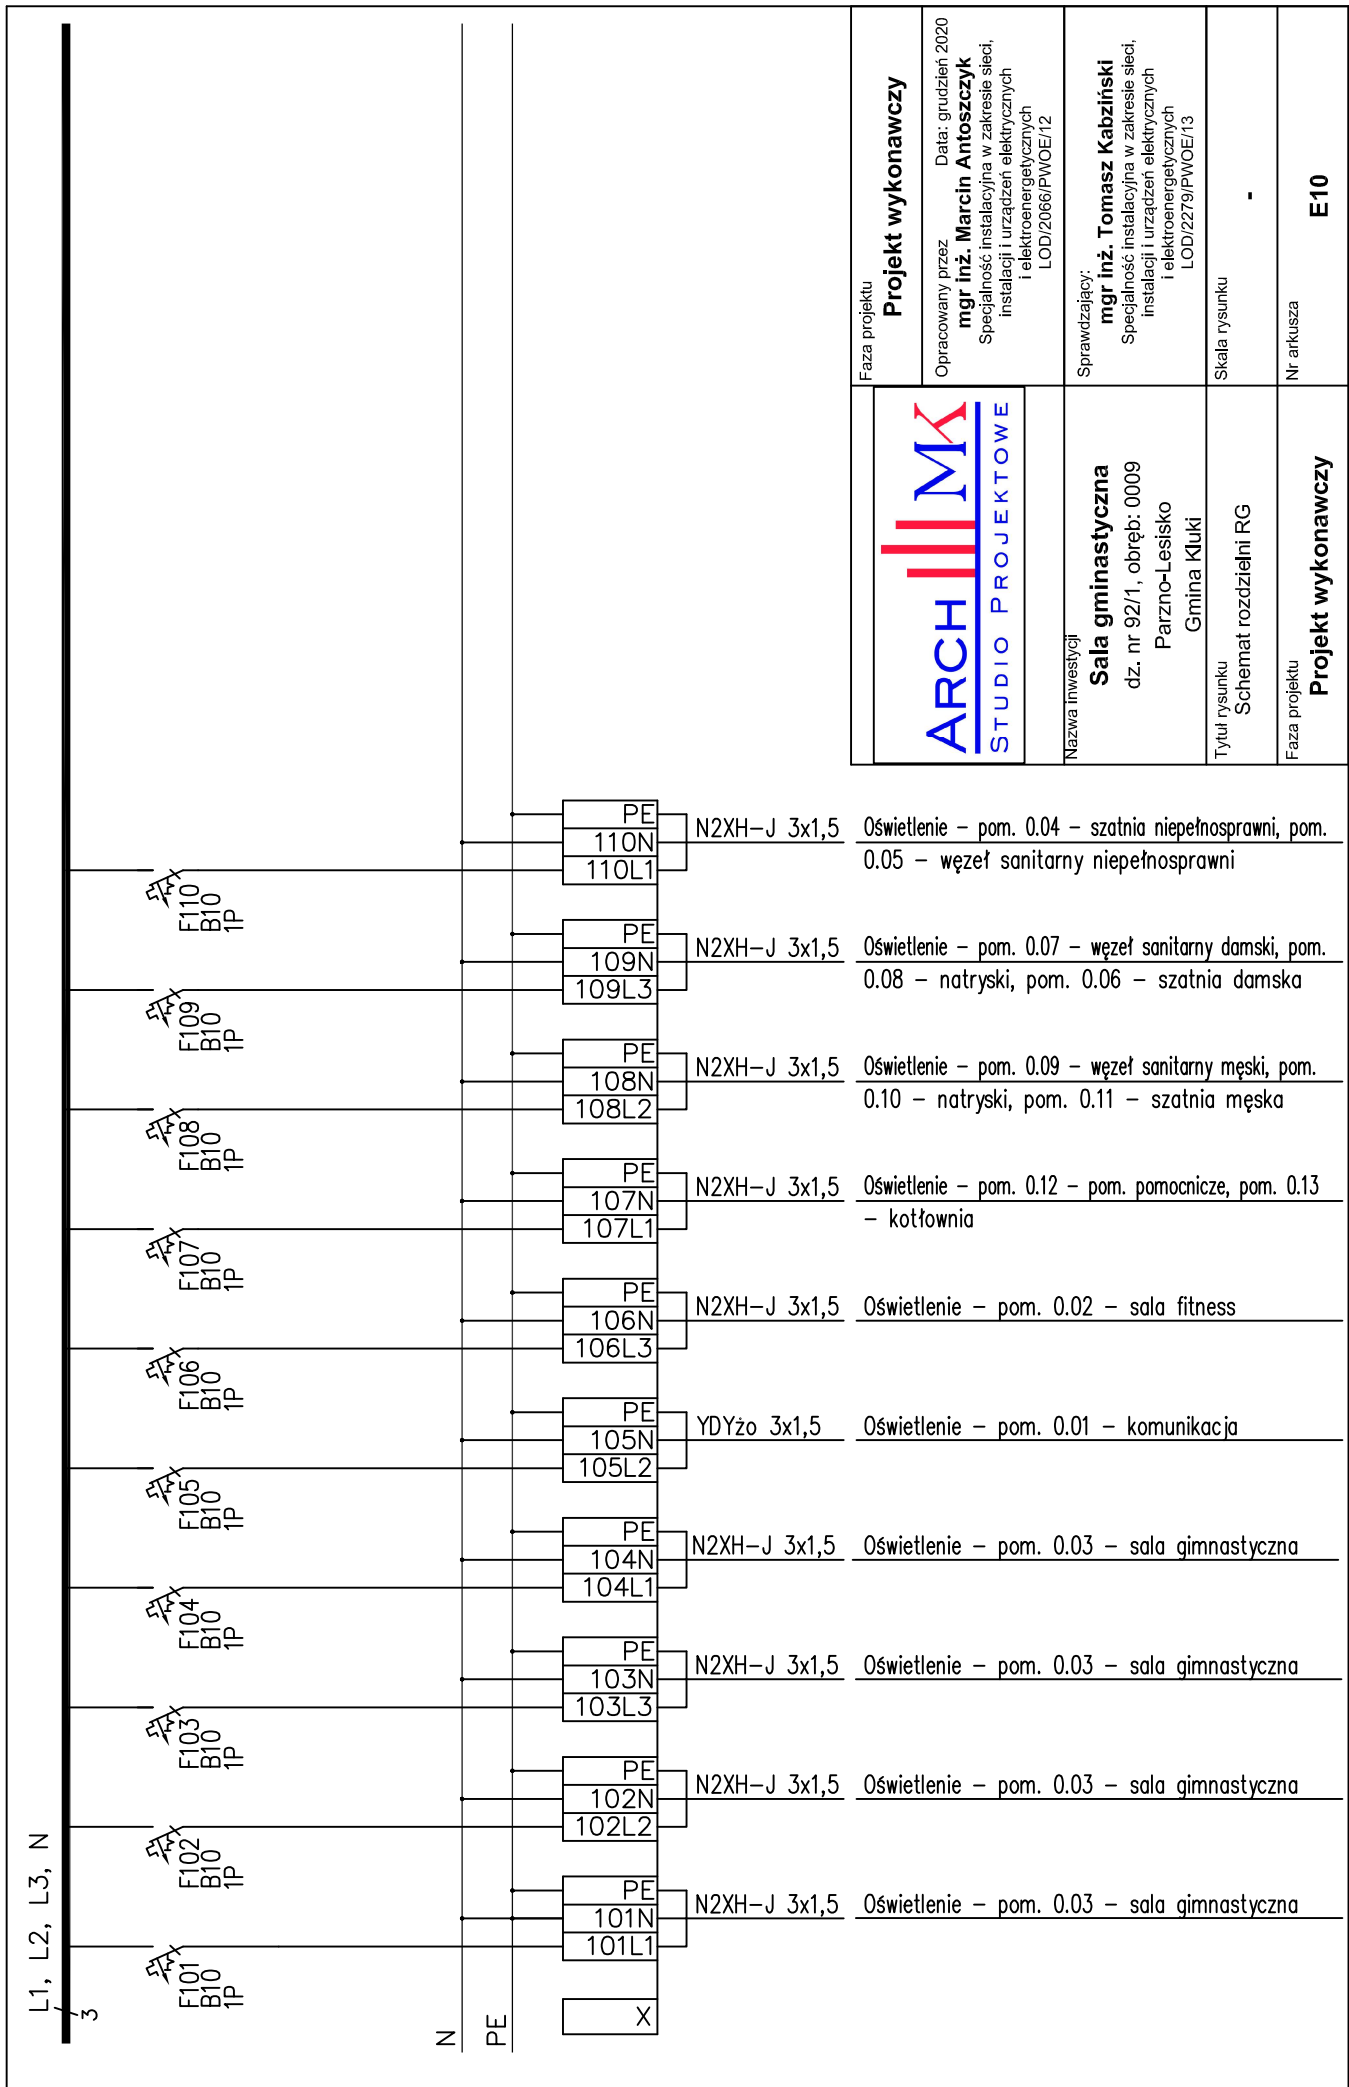 L1, L2, L3, N
3
N
PE
X
F110
B10
1P
PE
110N
110L1
N2XH-J 3x1,5
Oświetlenie - pom. 0.04 - szatnia niepełnosprawni, pom.
0.05 - węzeł sanitarny niepełnosprawni
F109
B10
1P
PE
109N
109L3
N2XH-J 3x1,5
Oświetlenie - pom. 0.07 - węzeł sanitarny damski, pom.
0.08 - natryski, pom. 0.06 - szatnia damska
F108
B10
1P
PE
108N
108L2
N2XH-J 3x1,5
Oświetlenie - pom. 0.09 - węzeł sanitarny męski, pom.
0.10 - natryski, pom. 0.11 - szatnia męska
F107
B10
1P
PE
107N
107L1
N2XH-J 3x1,5
Oświetlenie - pom. 0.12 - pom. pomocnicze, pom. 0.13
- kotłownia
F106
B10
1P
PE
106N
106L3
N2XH-J 3x1,5
Oświetlenie - pom. 0.02 - sala fitness
F105
B10
1P
PE
105N
105L2
YDYżo 3x1,5
Oświetlenie - pom. 0.01 - komunikacja
F104
B10
1P
PE
104N
104L1
N2XH-J 3x1,5
Oświetlenie - pom. 0.03 - sala gimnastyczna
F103
B10
1P
PE
103N
103L3
N2XH-J 3x1,5
Oświetlenie - pom. 0.03 - sala gimnastyczna
F102
B10
1P
PE
102N
102L2
N2XH-J 3x1,5
Oświetlenie - pom. 0.03 - sala gimnastyczna
F101
B10
1P
PE
101N
101L1
N2XH-J 3x1,5
Oświetlenie - pom. 0.03 - sala gimnastyczna
ARCH MK
STUDIO PROJEKTOWE
Nazwa inwestycji
Sala gminastyczna
dz. nr 92/1, obręb: 0009
Parzno-Lesisko
Gmina Kluki
Tytuł rysunku
Schemat rozdzielni RG
Faza projektu
Projekt wykonawczy
Faza projektu
Projekt wykonawczy
Opracowany przez Data: grudzień 2020
mgr inż. Marcin Antoszczyk
Specjalność instalacyjna w zakresie sieci,
instalacji i urządzeń elektrycznych
i elektroenergetycznych
LOD/2066/PWOE/12
Sprawdzający:
mgr inż. Tomasz Kabziński
Specjalność instalacyjna w zakresie sieci,
instalacji i urządzeń elektrycznych
i elektroenergetycznych
LOD/2279/PWOE/13
Skala rysunku
-
Nr arkusza
E10